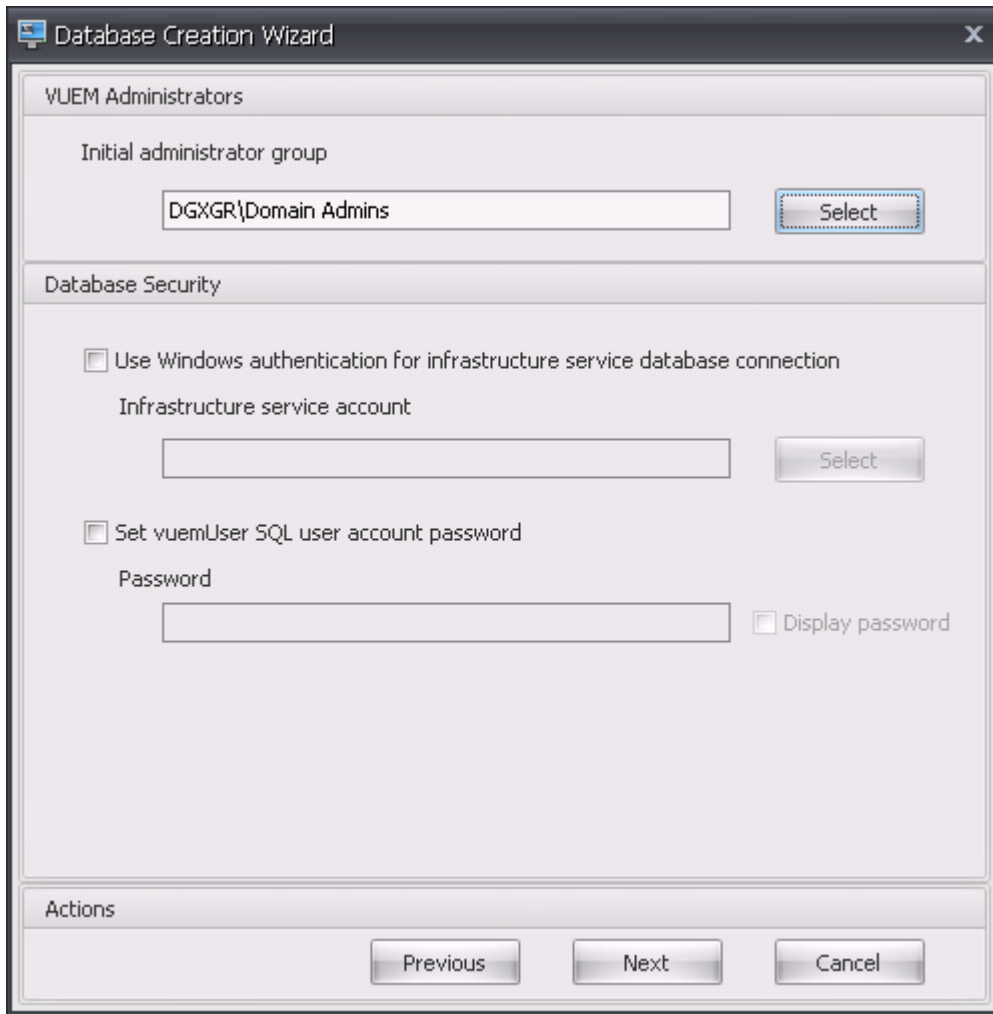 Database Creation Wizard
VUEM Administrators
Initial administrator group
DGXGR\Domain Admins
Select
Database Security
Use Windows authentication for infrastructure service database connection
Infrastructure service account
Select
Set vuemUser SQL user account password
Password
Display password
Actions
Previous
Next
Cancel